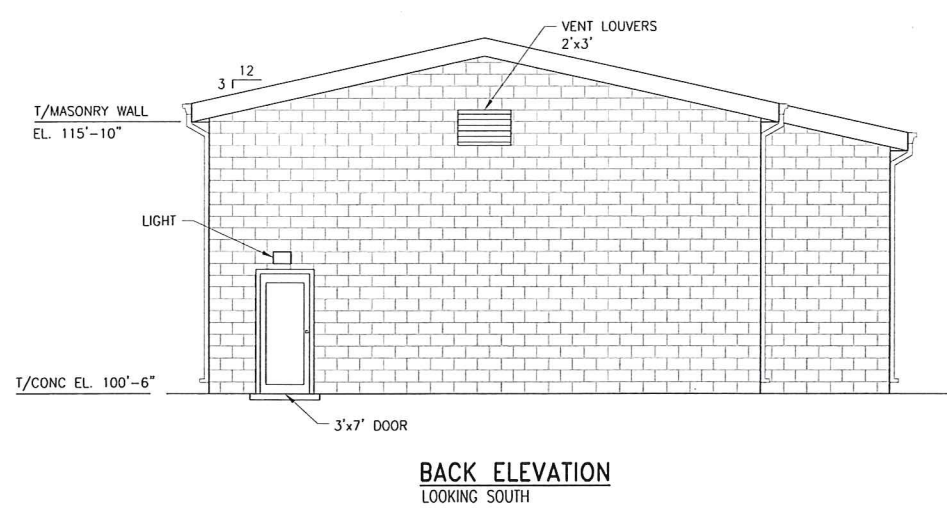 VENT LOUVERS
2'x3'
12
3
T/MASONRY WALL
EL. 115'-10"
LIGHT
T/CONC EL. 100'-6"
3'x7' DOOR
BACK ELEVATION
LOOKING SOUTH